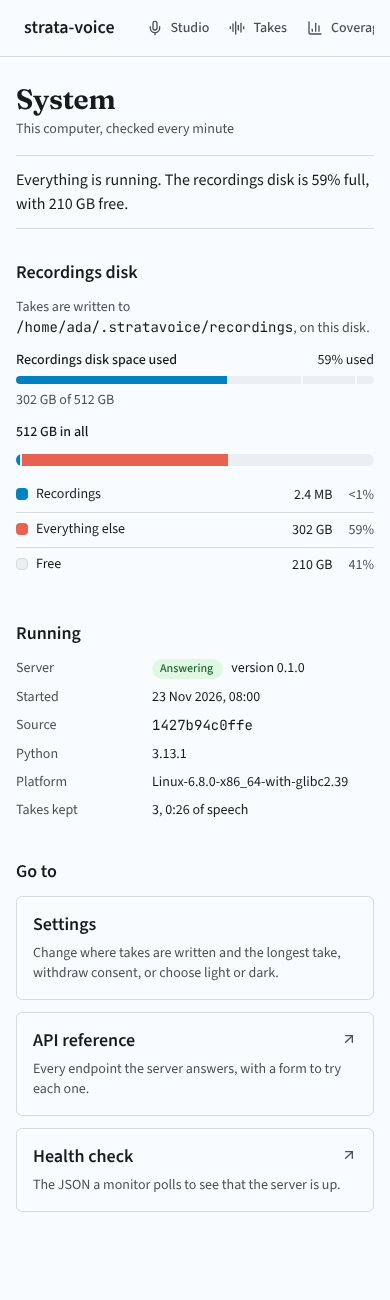 strata-voice
Studio
Takes
Coverag
System
This computer, checked every minute
Everything is running. The recordings disk is 59% full,
with 210 GB free.
Recordings disk
Takes are written to
/home/ada/.stratavoice/recordings, on this disk.
Recordings disk space used 59% used
302 GB of 512 GB
512 GB in all
Recordings 2.4 MB <1%
Everything else 302 GB 59%
Free 210 GB 41%
Running
Server Answering version 0.1.0
Started 23 Nov 2026, 08:00
Source 1427b94c0ffe
Python 3.13.1
Platform Linux-6.8.0-x86_64-with-glibc2.39
Takes kept 3, 0:26 of speech
Go to
Settings
Change where takes are written and the longest take,
withdraw consent, or choose light or dark.
API reference
Every endpoint the server answers, with a form to try
each one.
Health check
The JSON a monitor polls to see that the server is up.